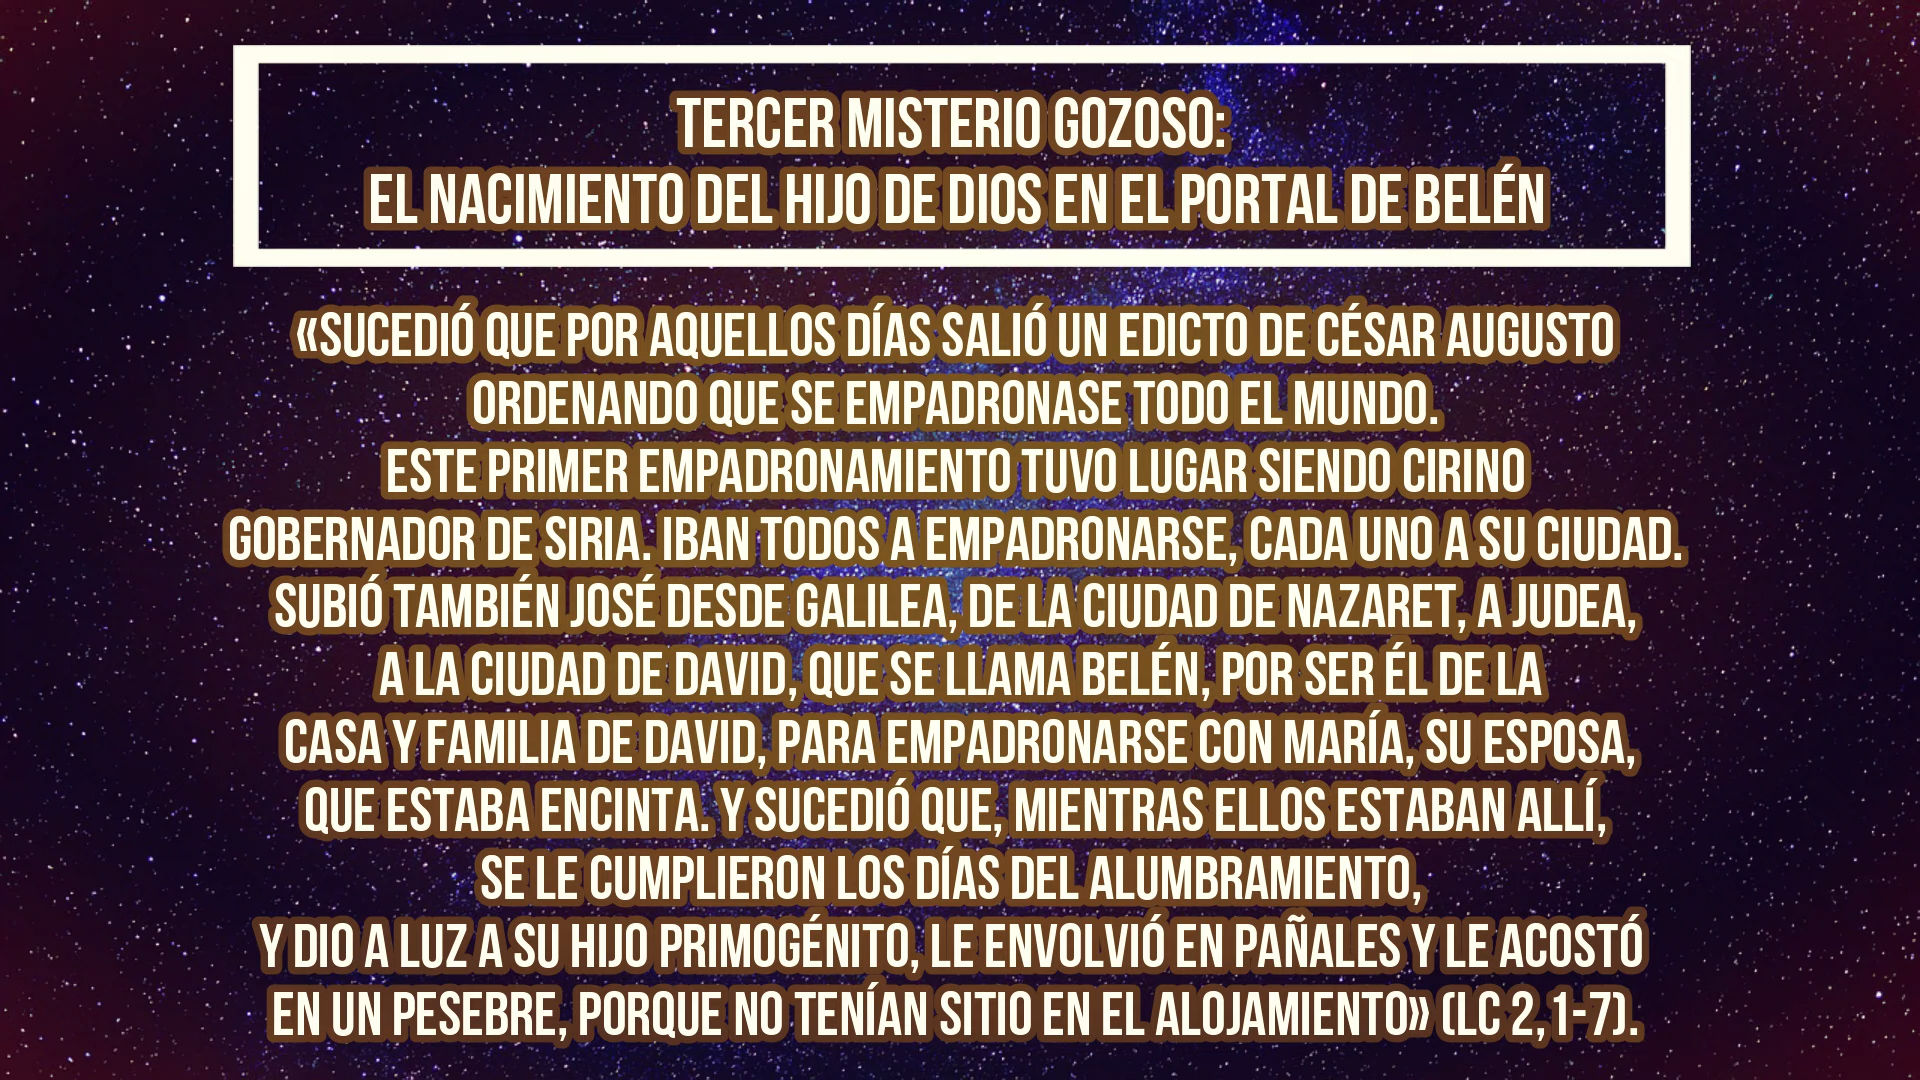 TERCER MISTERIO GOZOSO:
EL NACIMIENTO DEL HIJO DE DIOS EN EL PORTAL DE BELÉN
«SUCEDIÓ QUE POR AQUELLOS DÍAS SALIÓ UN EDICTO DE CÉSAR AUGUSTO
ORDENANDO QUE SE EMPADRONASE TODO EL MUNDO.
ESTE PRIMER EMPADRONAMIENTO TUVO LUGAR SIENDO CIRINO
GOBERNADOR DE SIRIA. IBAN TODOS A EMPADRONARSE, CADA UNO A SU CIUDAD.
SUBIÓ TAMBIÉN JOSÉ DESDE GALILEA, DE LA CIUDAD DE NAZARET, A JUDEA,
A LA CIUDAD DE DAVID, QUE SE LLAMA BELÉN, POR SER ÉL DE LA
CASA Y FAMILIA DE DAVID, PARA EMPADRONARSE CON MARÍA, SU ESPOSA,
QUE ESTABA ENCINTA. Y SUCEDIÓ QUE, MIENTRAS ELLOS ESTABAN ALLÍ,
SE LE CUMPLIERON LOS DÍAS DEL ALUMBRAMIENTO,
Y DIO A LUZ A SU HIJO PRIMOGÉNITO, LE ENVOLVIÓ EN PAÑALES Y LE ACOSTÓ
EN UN PESEBRE, PORQUE NO TENÍAN SITIO EN EL ALOJAMIENTO» (LC 2,1-7).